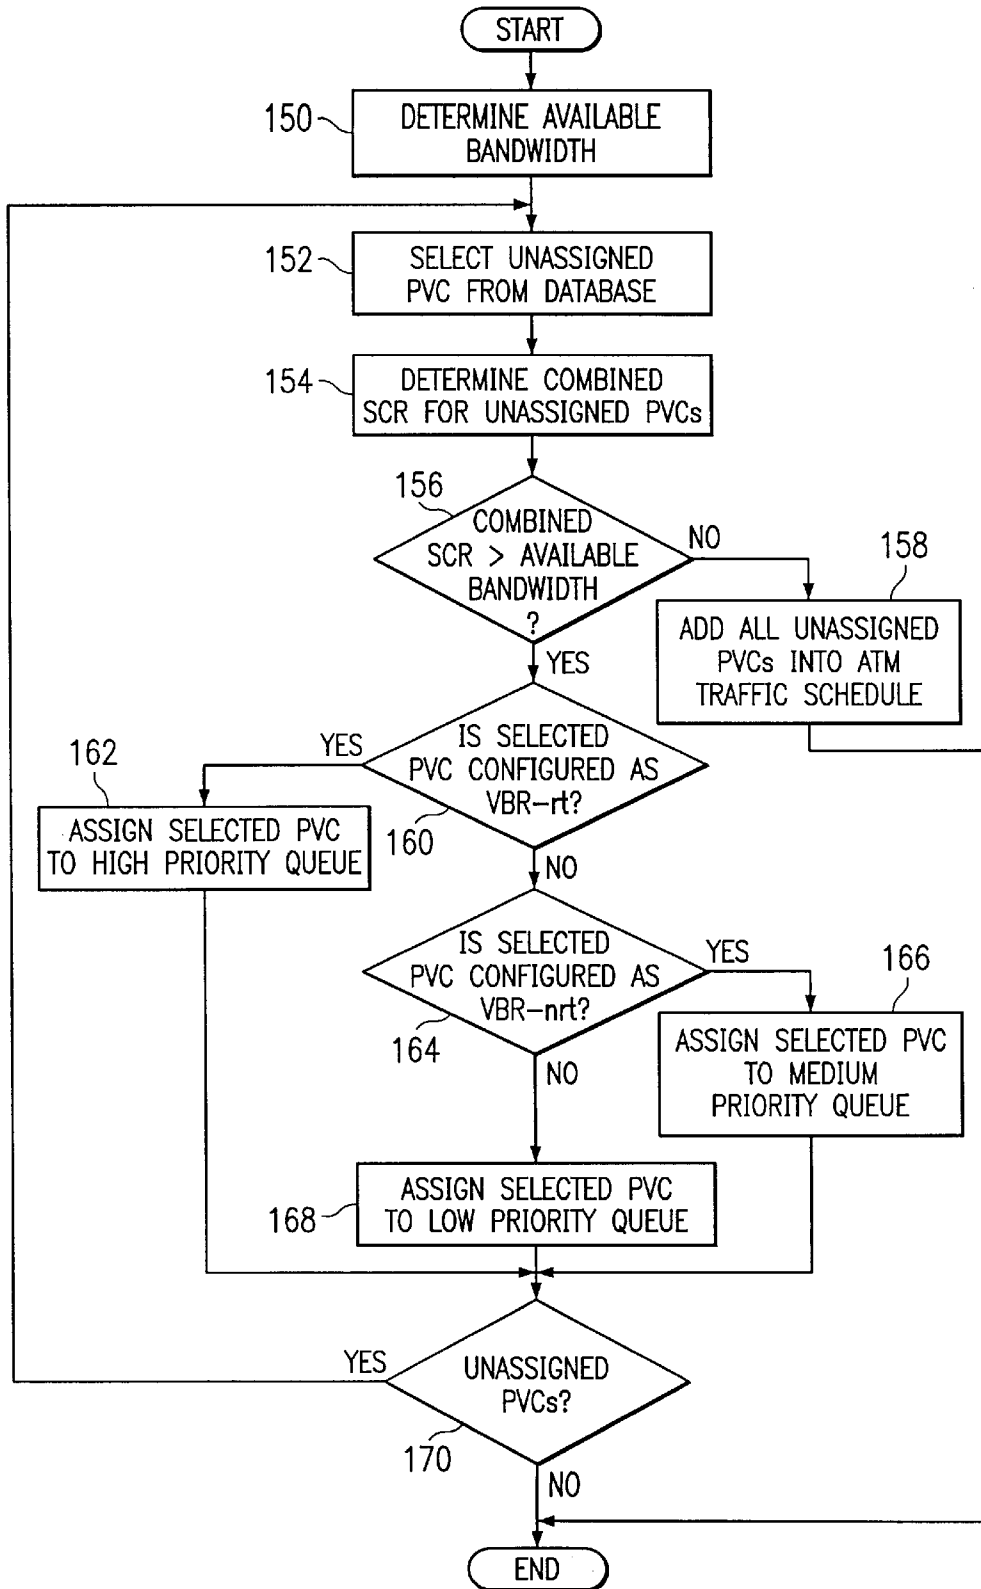 START
150
DETERMINE AVAILABLE
BANDWIDTH
152
SELECT UNASSIGNED
PVC FROM DATABASE
154
DETERMINE COMBINED
SCR FOR UNASSIGNED PVCs
156
COMBINED
SCR > AVAILABLE
BANDWIDTH
?
NO
158
ADD ALL UNASSIGNED
PVCs INTO ATM
TRAFFIC SCHEDULE
YES
IS SELECTED
PVC CONFIGURED AS
VBR-rt?
160
YES
162
ASSIGN SELECTED PVC
TO HIGH PRIORITY QUEUE
NO
IS SELECTED
PVC CONFIGURED AS
VBR-nrt?
164
YES
166
ASSIGN SELECTED PVC
TO MEDIUM
PRIORITY QUEUE
NO
168
ASSIGN SELECTED PVC
TO LOW PRIORITY QUEUE
YES
UNASSIGNED
PVCs?
170
NO
END